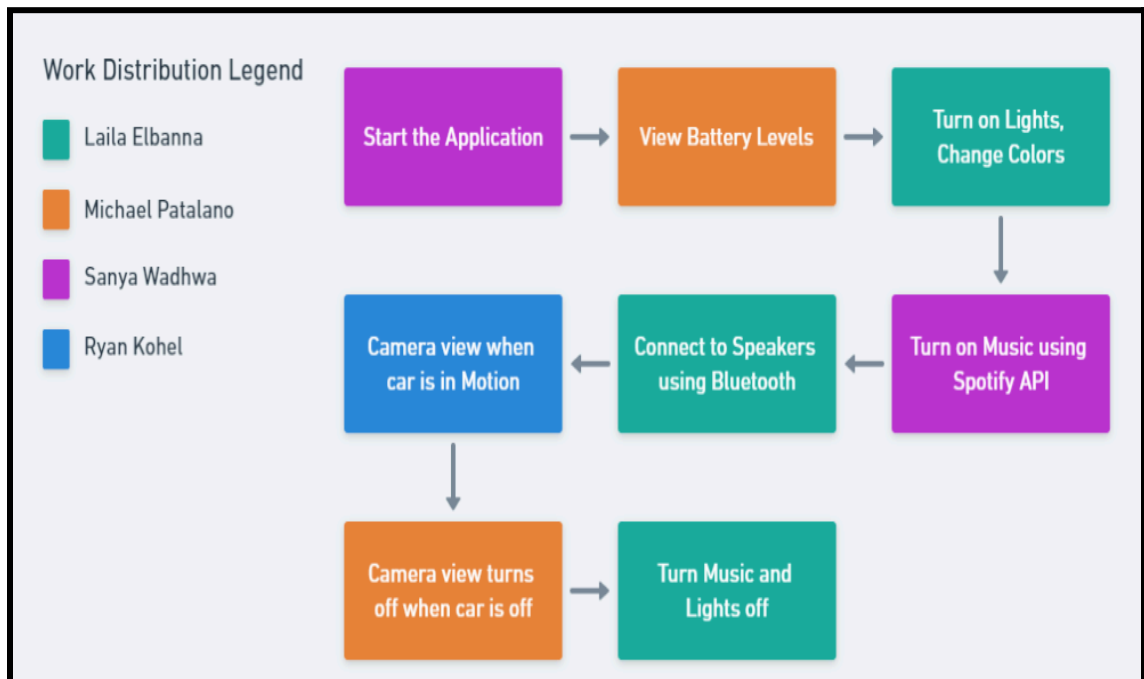 Work Distribution Legend
Laila Elbanna
Michael Patalano
Sanya Wadhwa
Ryan Kohel
Start the Application
View Battery Levels
Turn on Lights,
Change Colors
Turn on Music using
Spotify API
Connect to Speakers
using Bluetooth
Camera view when
car is in Motion
Camera view turns
off when car is off
Turn Music and
Lights off